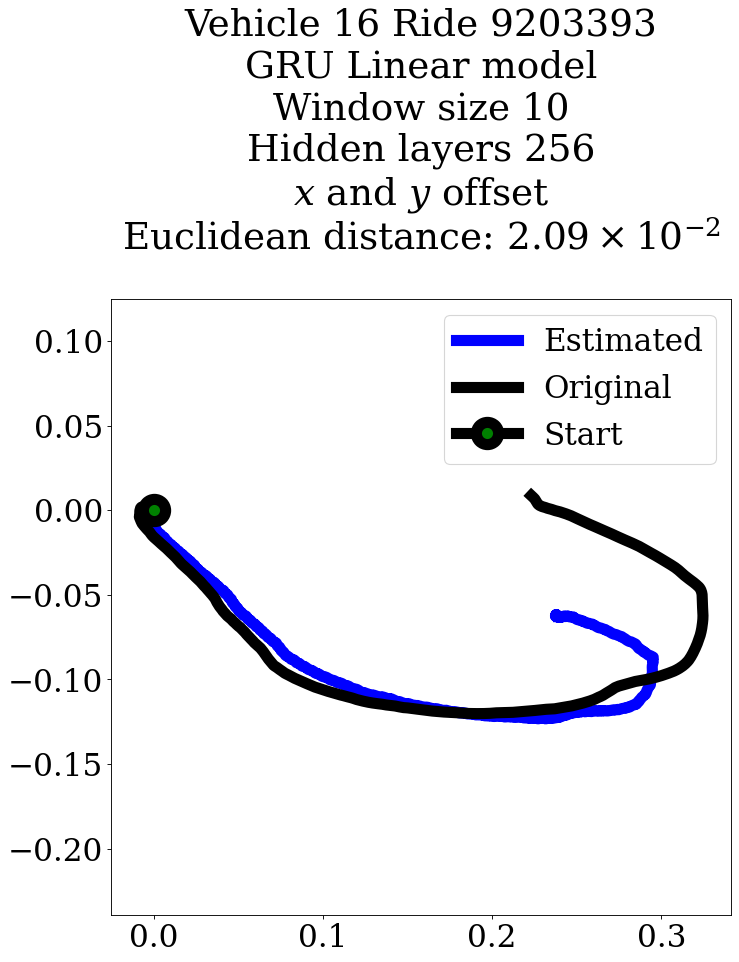 Vehicle 16 Ride 9203393
GRU Linear model
Window size 10
Hidden layers 256
x and y offset
Euclidean distance: 2.09 × 10⁻²
Estimated
Original
Start
0.10
0.05
0.00
−0.05
−0.10
−0.15
−0.20
0.0 0.1 0.2 0.3